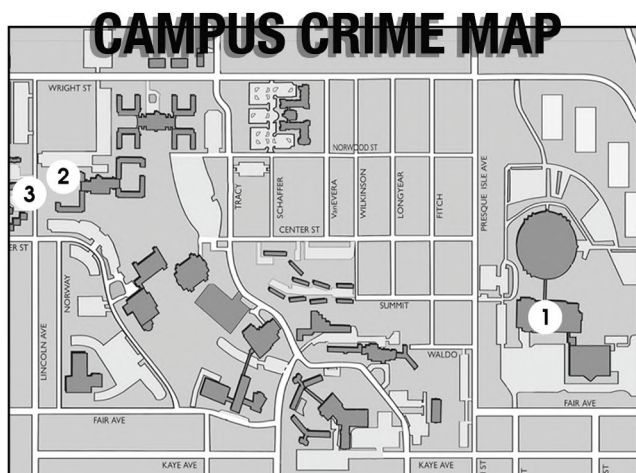 CAMPUS CRIME MAP
WRIGHT ST
NORWOOD ST
2
3
TRACY
SCHAFFER
VanEVERA
WILKINSON
LONGYEAR
FITCH
PRESQUE ISLE AVE
CENTER ST
ER ST
NORWAY
LINCOLN AVE
SUMMIT
1
WALDO
FAIR AVE
FAIR AVE
KAYE AVE
KAYE AVE
ST
ST